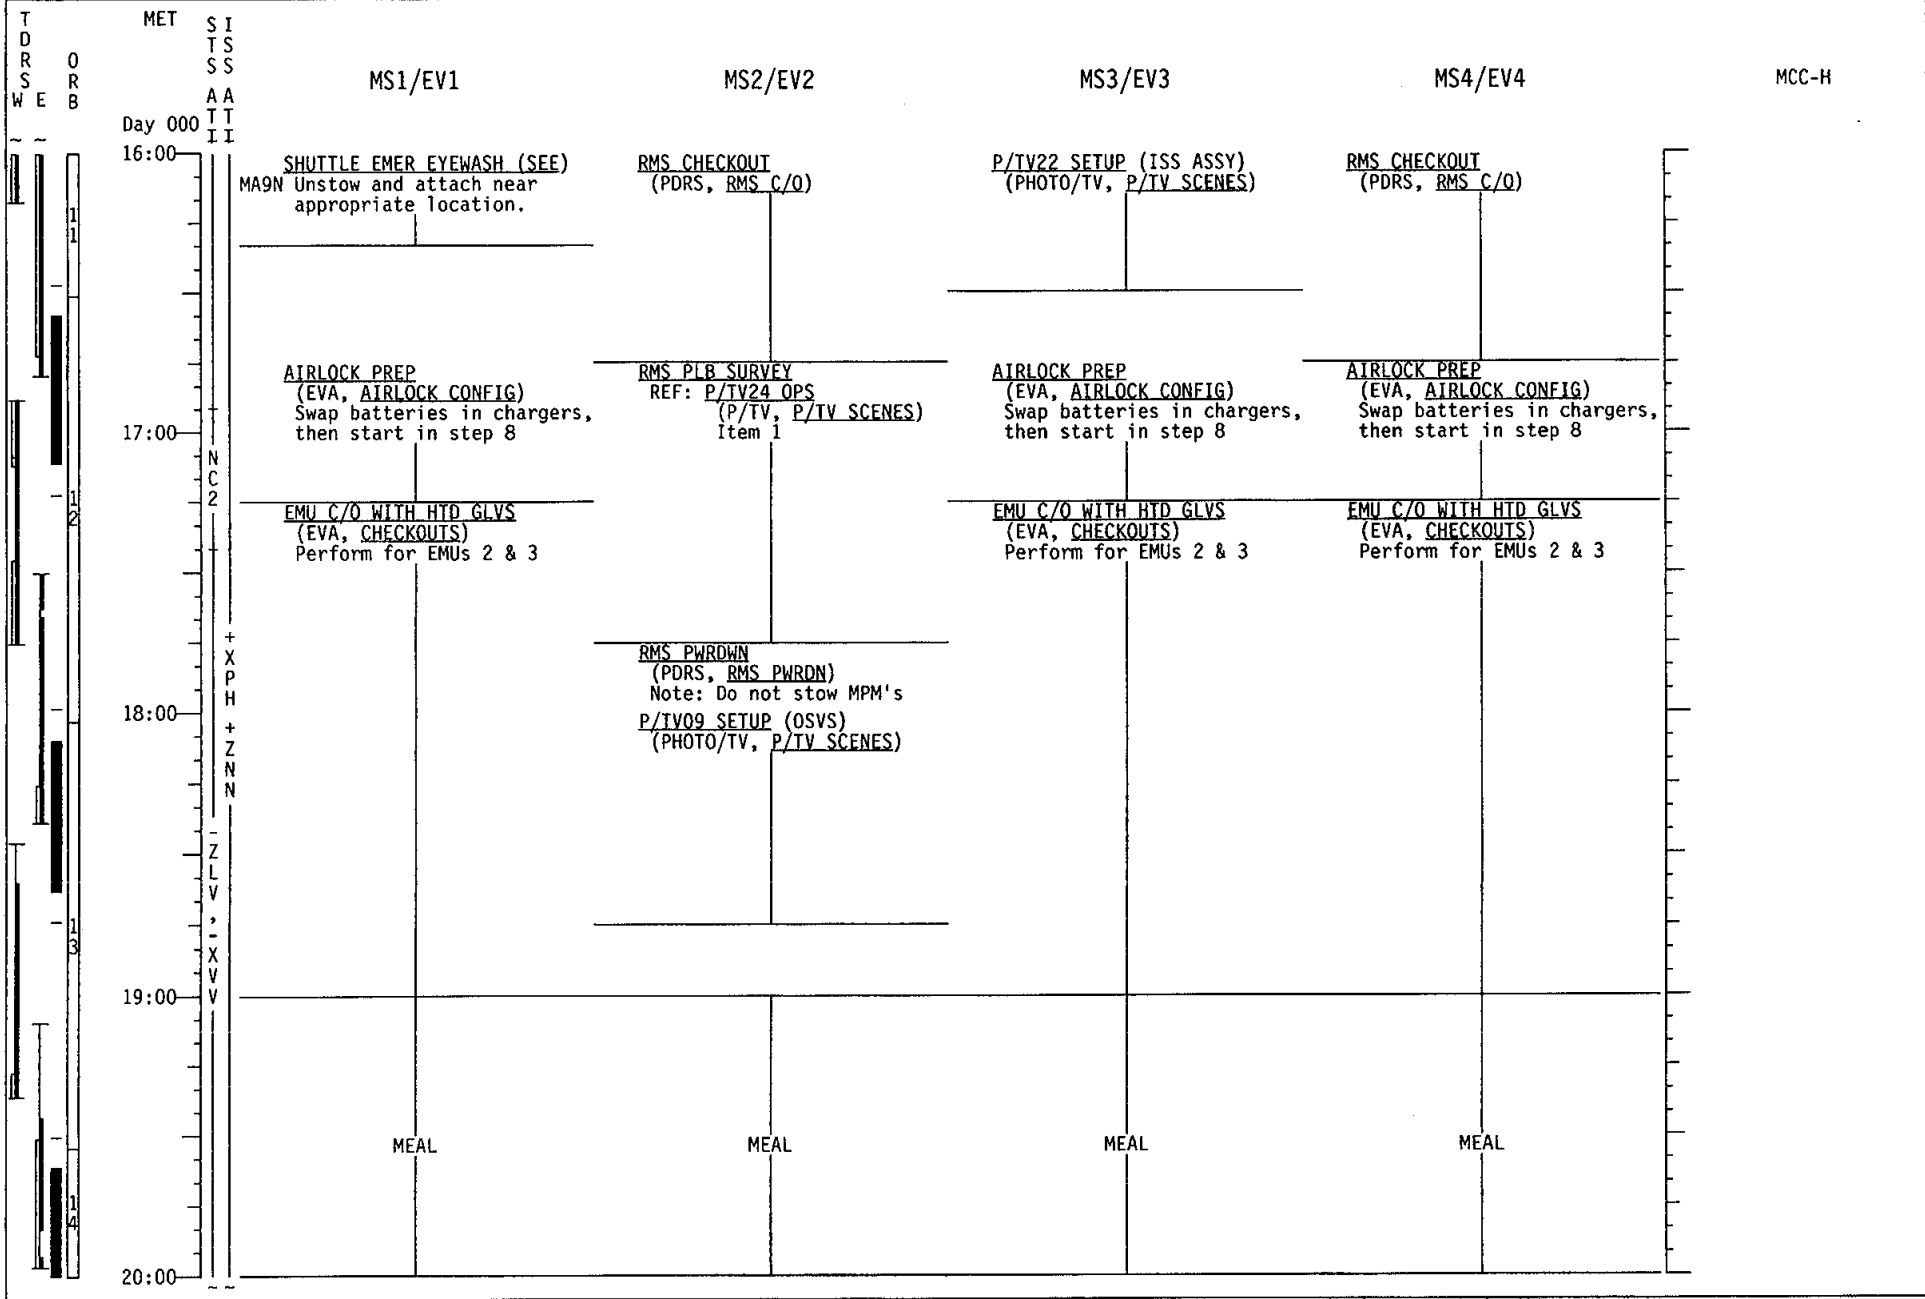 TDRS
W E
ORB
MET
STS ATT
ISS ATT
MS1/EV1
MS2/EV2
MS3/EV3
MS4/EV4
MCC-H
Day 000
16:00
17:00
18:00
19:00
20:00
11
12
13
14
NC2
-ZLV,-XVV
+XPH +ZNN
SHUTTLE EMER EYEWASH (SEE)
MA9N Unstow and attach near
appropriate location.
AIRLOCK PREP
(EVA, AIRLOCK CONFIG)
Swap batteries in chargers,
then start in step 8
EMU C/O WITH HTD GLVS
(EVA, CHECKOUTS)
Perform for EMUs 2 & 3
MEAL
RMS CHECKOUT
(PDRS, RMS C/O)
RMS PLB SURVEY
REF: P/TV24 OPS
(P/TV, P/TV SCENES)
Item 1
RMS PWRDWN
(PDRS, RMS PWRDN)
Note: Do not stow MPM's
P/TV09 SETUP (OSVS)
(PHOTO/TV, P/TV SCENES)
MEAL
P/TV22 SETUP (ISS ASSY)
(PHOTO/TV, P/TV SCENES)
AIRLOCK PREP
(EVA, AIRLOCK CONFIG)
Swap batteries in chargers,
then start in step 8
EMU C/O WITH HTD GLVS
(EVA, CHECKOUTS)
Perform for EMUs 2 & 3
MEAL
RMS CHECKOUT
(PDRS, RMS C/O)
AIRLOCK PREP
(EVA, AIRLOCK CONFIG)
Swap batteries in chargers,
then start in step 8
EMU C/O WITH HTD GLVS
(EVA, CHECKOUTS)
Perform for EMUs 2 & 3
MEAL